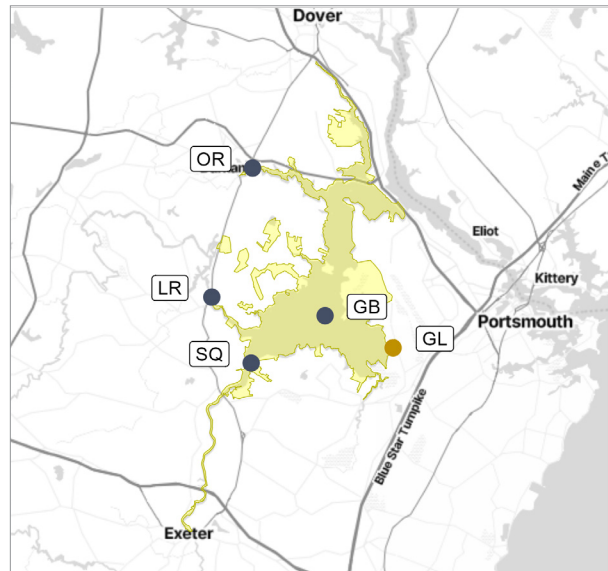 Dover
OR
Eliot
Maine T
LR
Kittery
GB
Portsmouth
GL
SQ
Blue Star Turnpike
Exeter